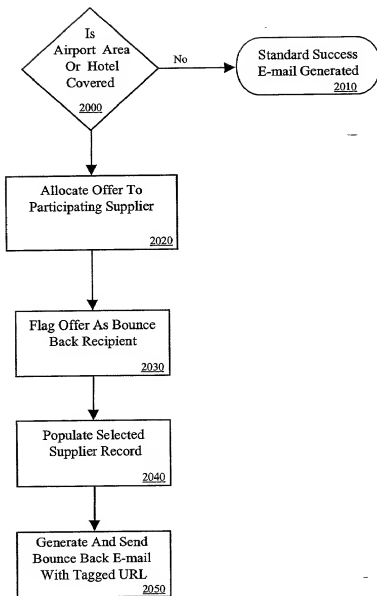 Is
Airport Area
Or Hotel
Covered
2000
No
Standard Success
E-mail Generated
2010
Allocate Offer To
Participating Supplier
2020
Flag Offer As Bounce
Back Recipient
2030
Populate Selected
Supplier Record
2040
Generate And Send
Bounce Back E-mail
With Tagged URL
2050